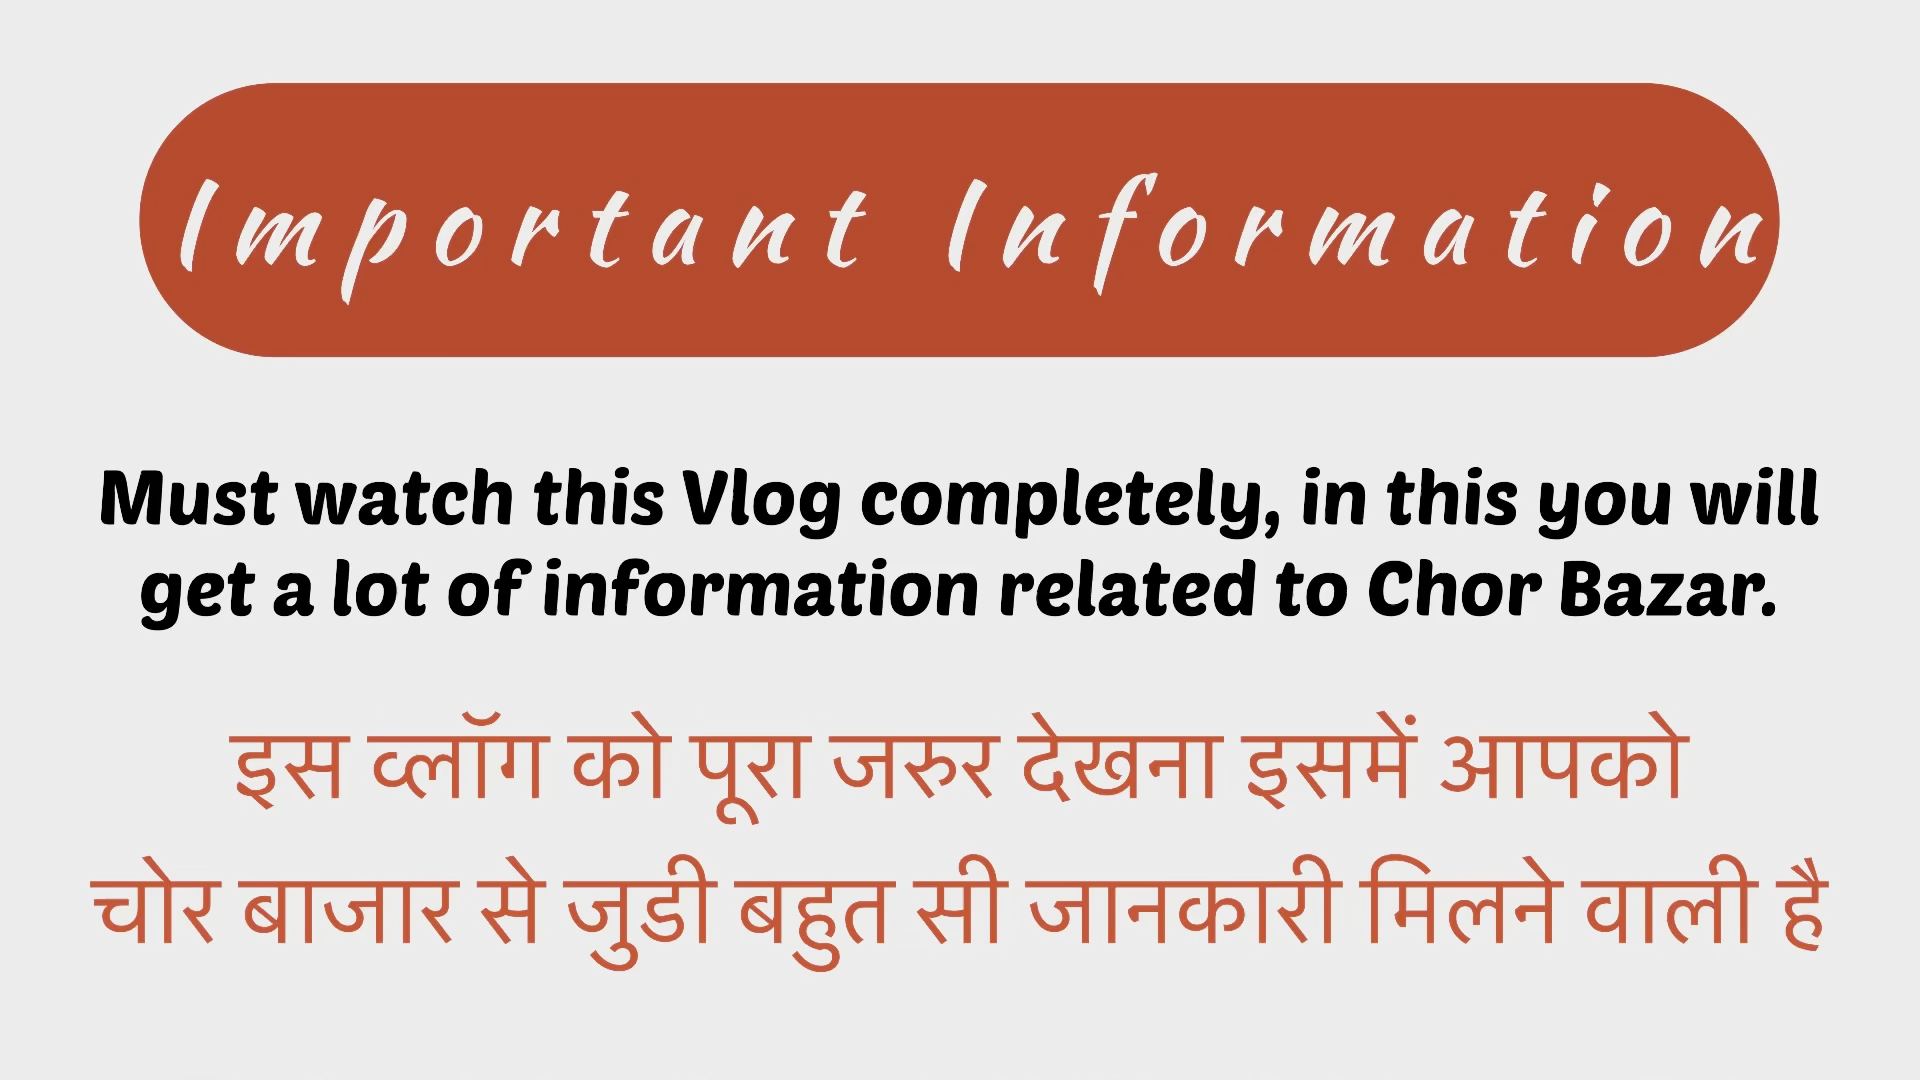 Important Information
Must watch this Vlog completely, in this you will
get a lot of information related to Chor Bazar.
इस व्लॉग को पूरा जरुर देखना इसमें आपको
चोर बाजार से जुडी बहुत सी जानकारी मिलने वाली है